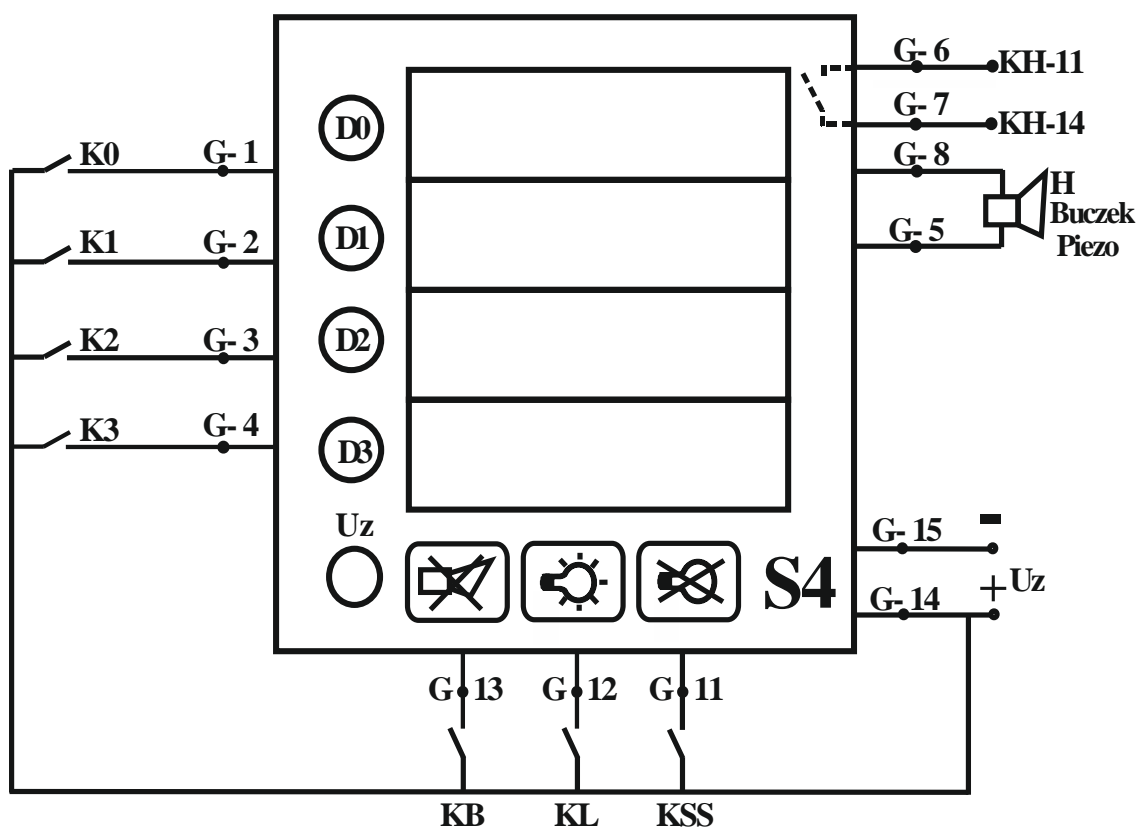 G- 6
KH-11
G- 7
KH-14
D0
K0
G- 1
G- 8
H
Buczek
Piezo
K1
G- 2
D1
G- 5
K2
G- 3
D2
K3
G- 4
D3
Uz
G- 15
-
S4
G- 14
+ Uz
G 13
G 12
G 11
KB
KL
KSS